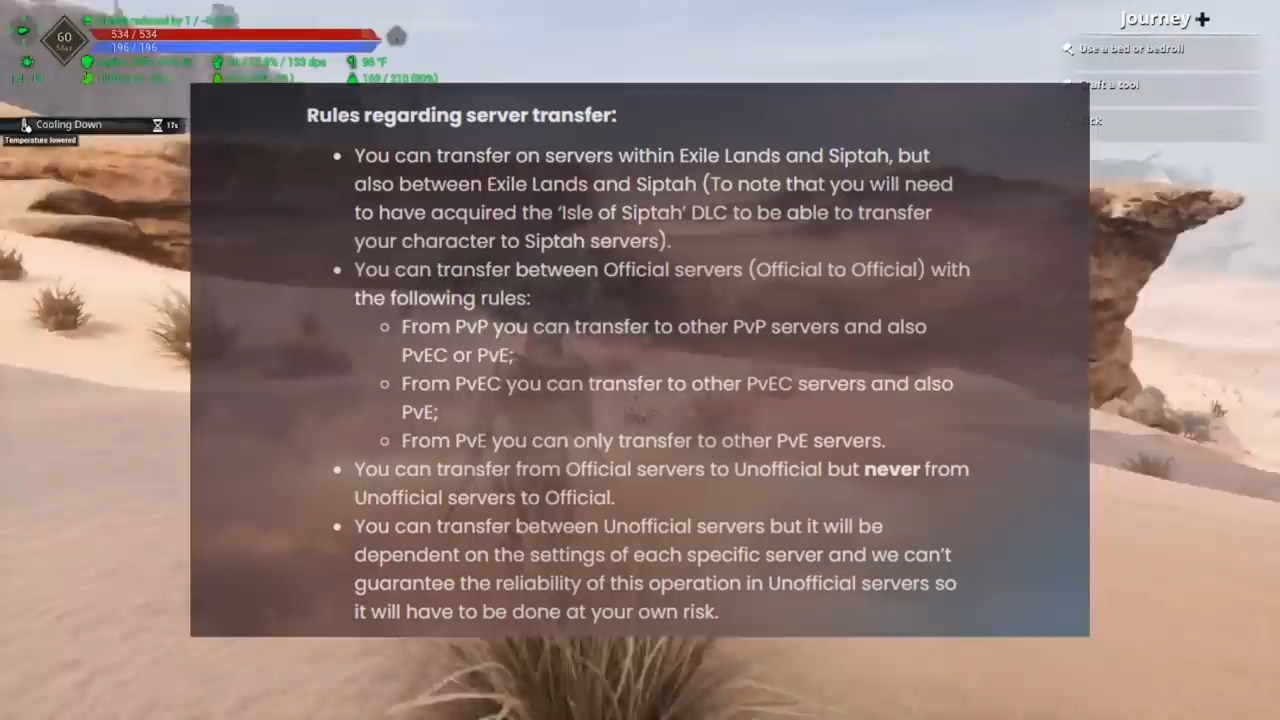 Journey +
60
Max
534 / 534
196 / 196
Use a bed or bedroll
96 °F
169 / 210 (80%)
Craft a cool
Cooling Down
17s
Temperature lowered
Rules regarding server transfer:
• You can transfer on servers within Exile Lands and Siptah, but
also between Exile Lands and Siptah (To note that you will need
to have acquired the ‘Isle of Siptah’ DLC to be able to transfer
your character to Siptah servers).
• You can transfer between Official servers (Official to Official) with
the following rules:
○ From PvP you can transfer to other PvP servers and also
PvEC or PvE;
○ From PvEC you can transfer to other PvEC servers and also
PvE;
○ From PvE you can only transfer to other PvE servers.
• You can transfer from Official servers to Unofficial but never from
Unofficial servers to Official.
• You can transfer between Unofficial servers but it will be
dependent on the settings of each specific server and we can’t
guarantee the reliability of this operation in Unofficial servers so
it will have to be done at your own risk.